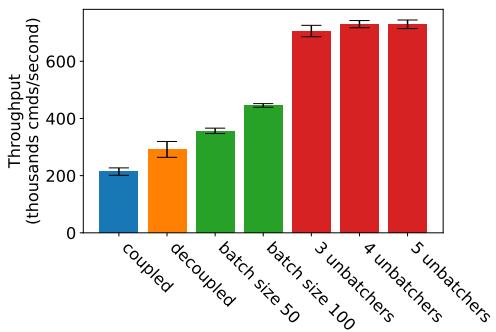 Throughput
(thousands cmds/second)
600
400
200
0
coupled
decoupled
batch size 50
batch size 100
3 unbatchers
4 unbatchers
5 unbatchers